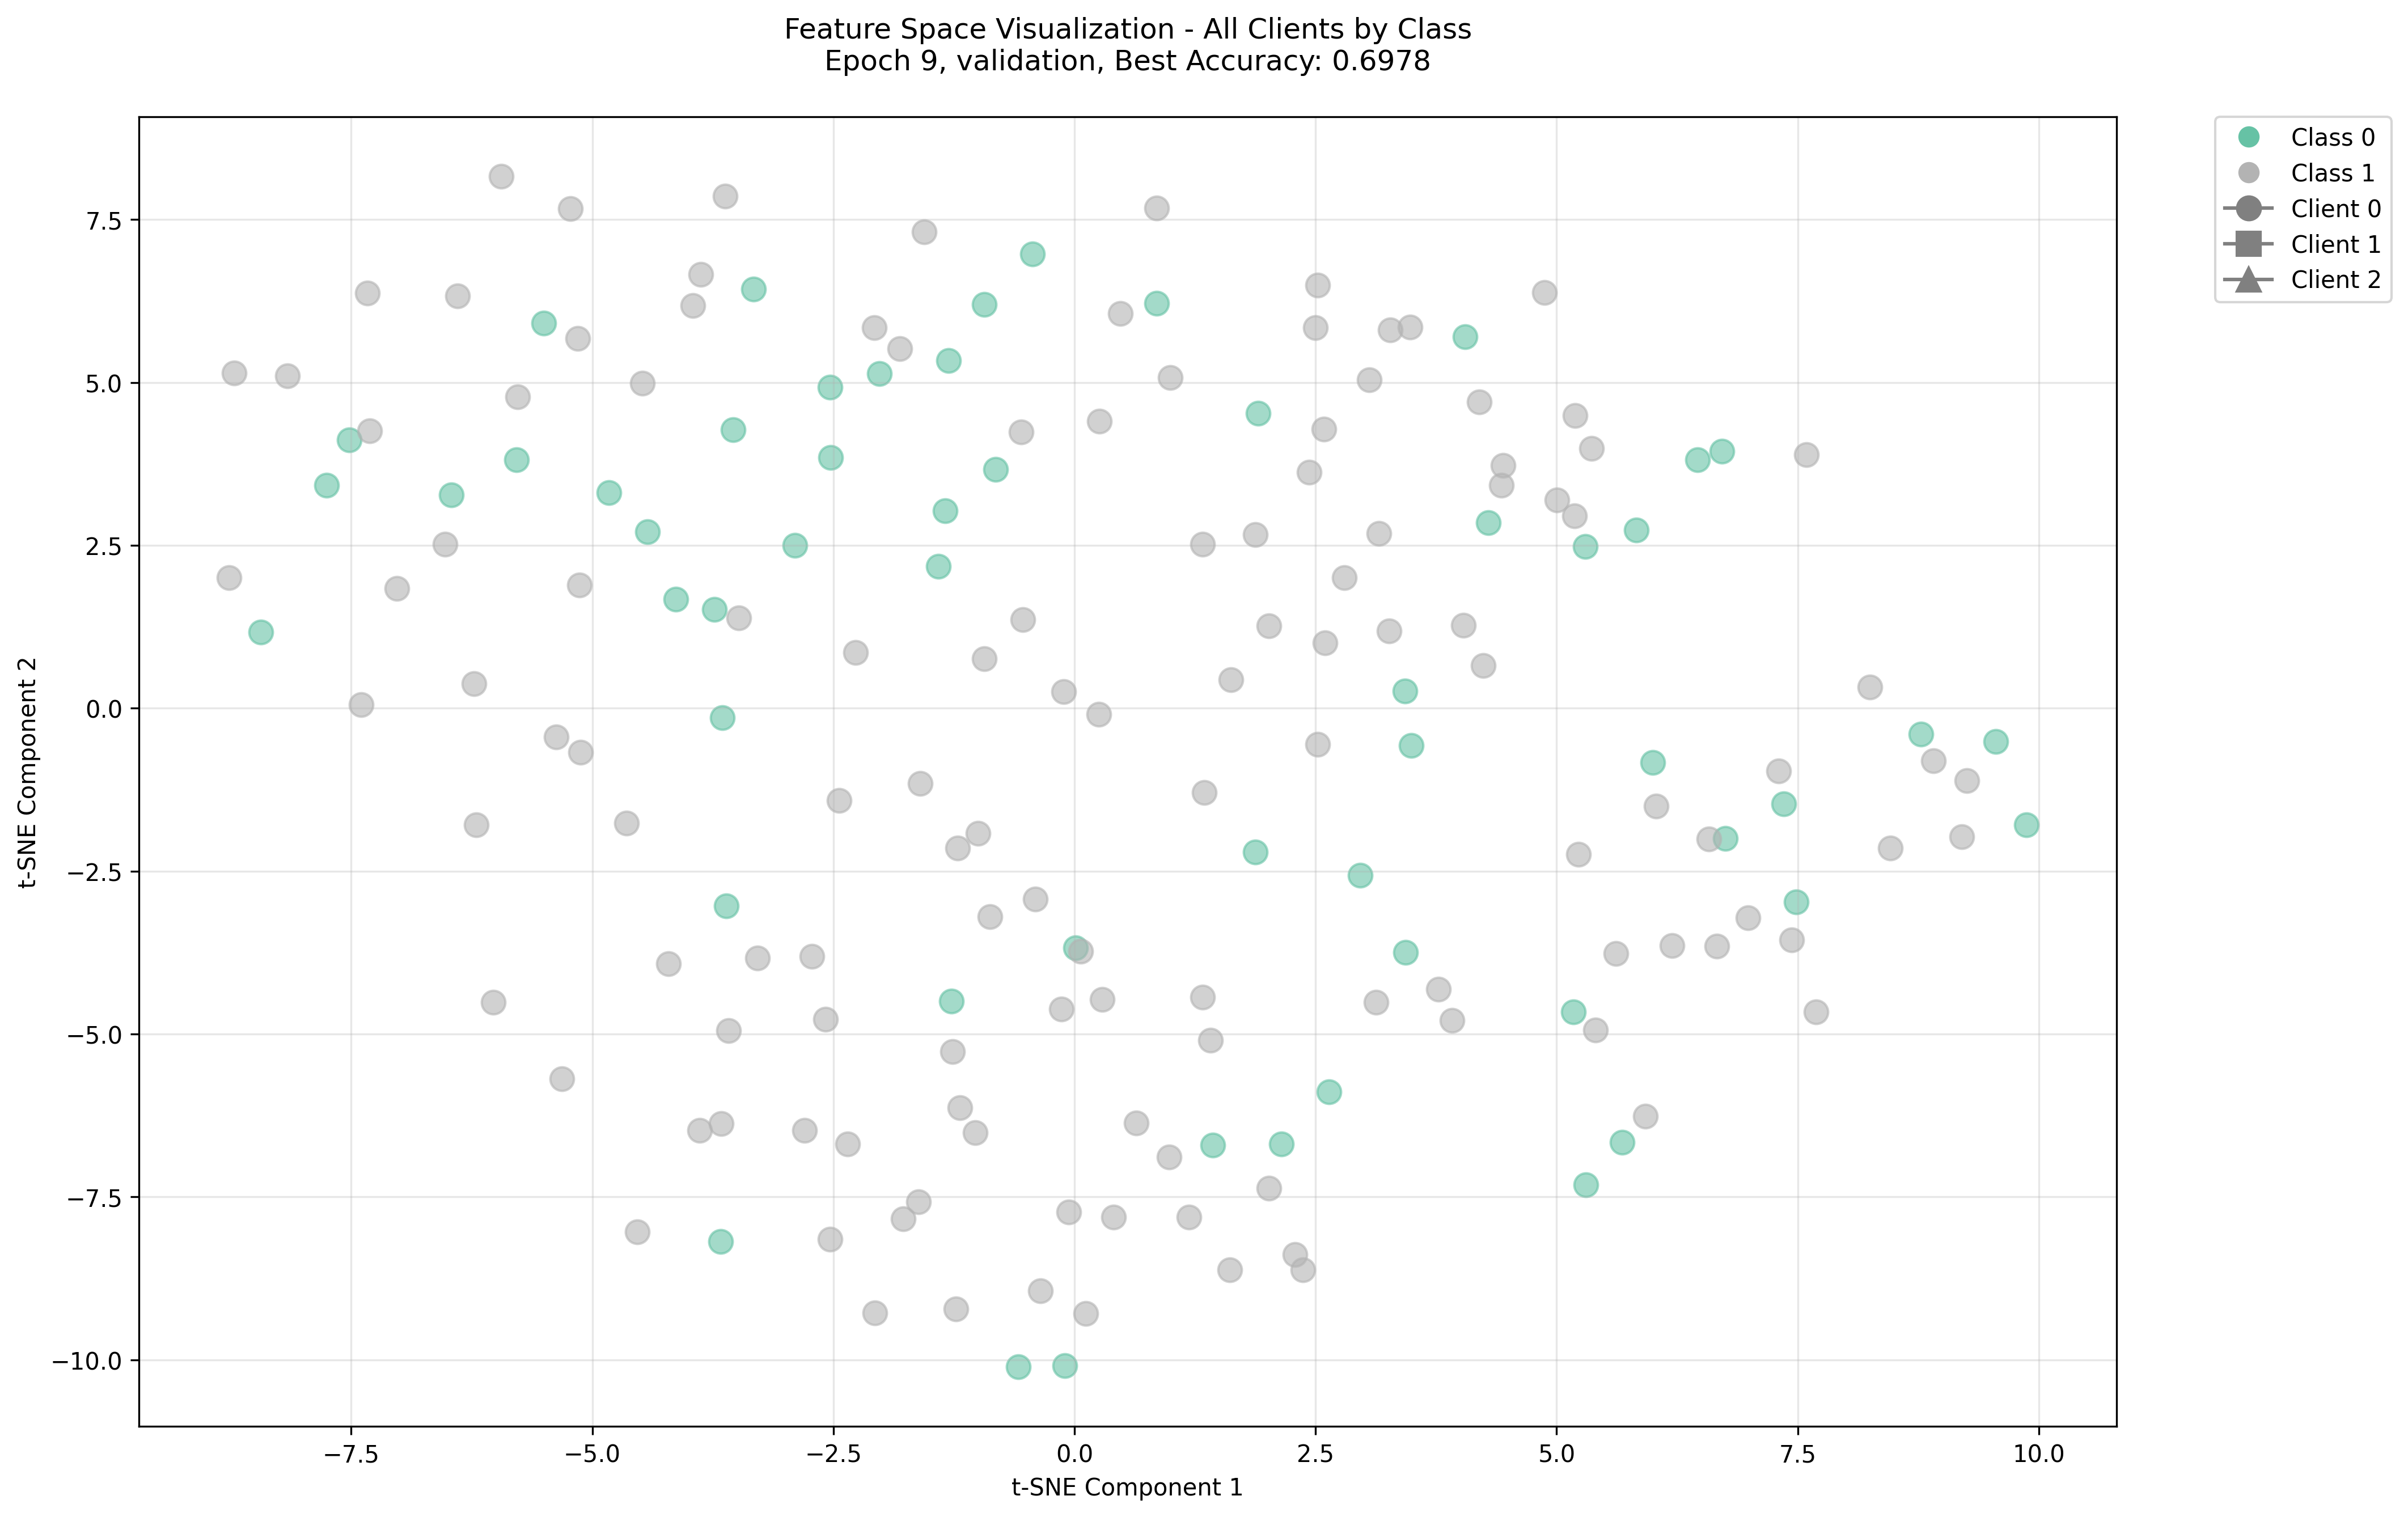 Feature Space Visualization - All Clients by Class
Epoch 9, validation, Best Accuracy: 0.6978
Class 0
Class 1
Client 0
Client 1
Client 2
t-SNE Component 2
7.5
5.0
2.5
0.0
−2.5
−5.0
−7.5
−10.0
−7.5 −5.0 −2.5 0.0 2.5 5.0 7.5 10.0
t-SNE Component 1